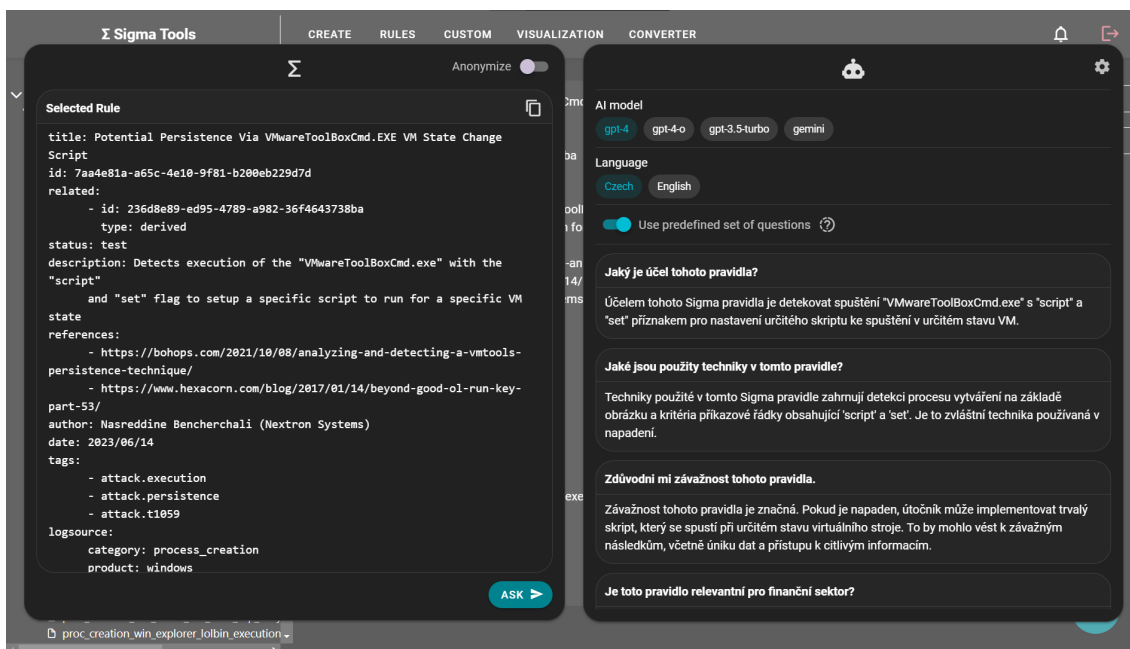 Σ Sigma Tools
CREATE RULES CUSTOM VISUALIZATION CONVERTER
Σ
Anonymize
Selected Rule
title: Potential Persistence Via VMwareToolBoxCmd.EXE VM State Change
Script
id: 7aa4e81a-a65c-4e10-9f81-b200eb229d7d
related:
- id: 236d8e89-ed95-4789-a982-36f4643738ba
type: derived
status: test
description: Detects execution of the "VMwareToolBoxCmd.exe" with the
"script"
and "set" flag to setup a specific script to run for a specific VM
state
references:
- https://bohops.com/2021/10/08/analyzing-and-detecting-a-vmtools-
persistence-technique/
- https://www.hexacorn.com/blog/2017/01/14/beyond-good-ol-run-key-
part-53/
author: Nasreddine Bencherchali (Nextron Systems)
date: 2023/06/14
tags:
- attack.execution
- attack.persistence
- attack.t1059
logsource:
category: process_creation
product: windows
ASK
proc_creation_win_explorer_lolbin_execution
AI model
gpt-4 gpt-4-o gpt-3.5-turbo gemini
Language
Czech English
Use predefined set of questions
Jaký je účel tohoto pravidla?
Účelem tohoto Sigma pravidla je detekovat spuštění "VMwareToolBoxCmd.exe" s "script" a
"set" příznakem pro nastavení určitého skriptu ke spuštění v určitém stavu VM.
Jaké jsou použity techniky v tomto pravidle?
Techniky použité v tomto Sigma pravidle zahrnují detekci procesu vytváření na základě
obrázku a kritéria příkazové řádky obsahující 'script' a 'set'. Je to zvláštní technika používaná v
napadení.
Zdůvodni mi závažnost tohoto pravidla.
Závažnost tohoto pravidla je značná. Pokud je napaden, útočník může implementovat trvalý
skript, který se spustí při určitém stavu virtuálního stroje. To by mohlo vést k závažným
následkům, včetně úniku dat a přístupu k citlivým informacím.
Je toto pravidlo relevantní pro finanční sektor?